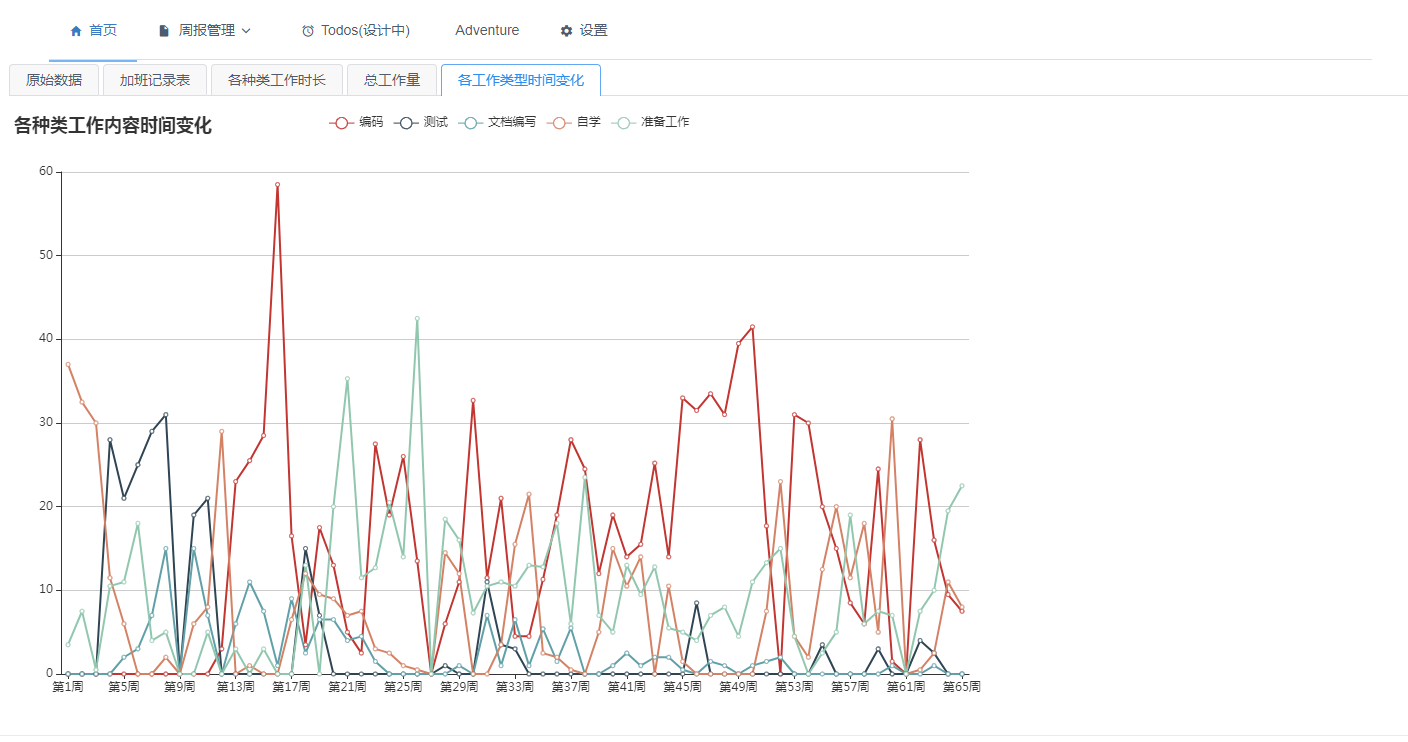 首页 周报管理 Todos(设计中) Adventure 设置
原始数据 加班记录表 各种类工作时长 总工作量 各工作类型时间变化
各种类工作内容时间变化 编码 测试 文档编写 自学 准备工作
60
50
40
30
20
10
0
第1周 第5周 第9周 第13周 第17周 第21周 第25周 第29周 第33周 第37周 第41周 第45周 第49周 第53周 第57周 第61周 第65周